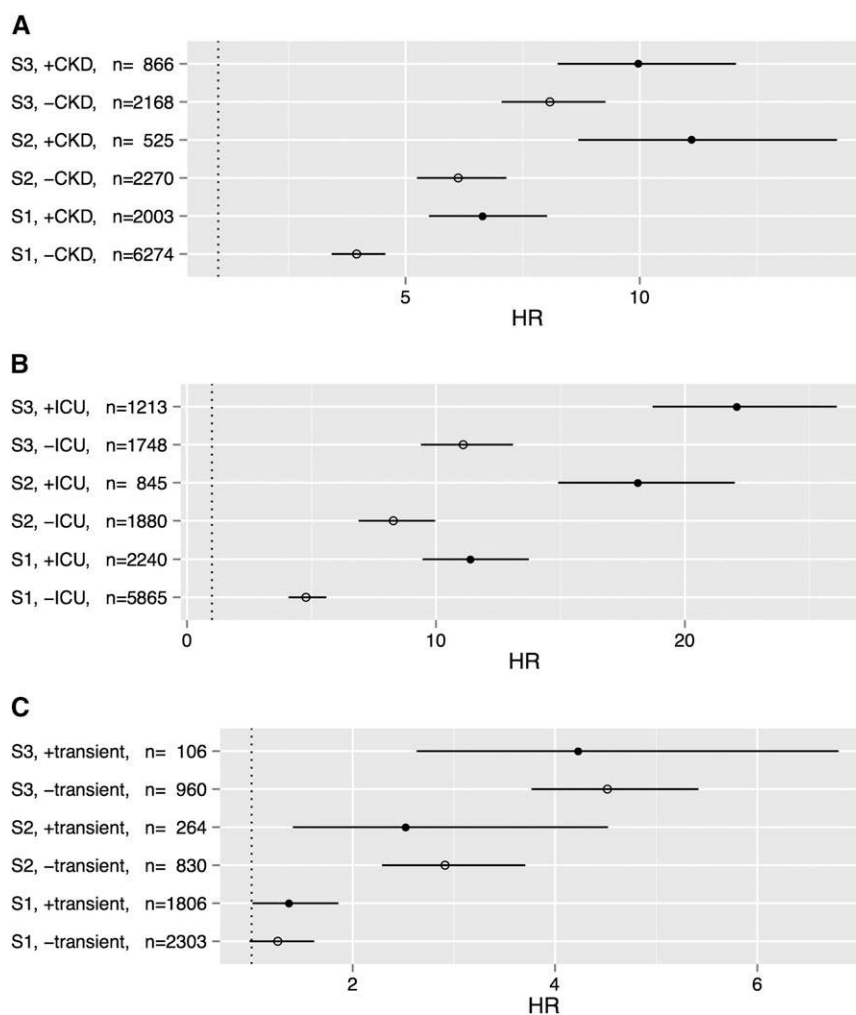 A
S3, +CKD, n= 866
S3, −CKD, n=2168
S2, +CKD, n= 525
S2, −CKD, n=2270
S1, +CKD, n=2003
S1, −CKD, n=6274
5 10
HR
B
S3, +ICU, n=1213
S3, −ICU, n=1748
S2, +ICU, n= 845
S2, −ICU, n=1880
S1, +ICU, n=2240
S1, −ICU, n=5865
0 10 20
HR
C
S3, +transient, n= 106
S3, −transient, n= 960
S2, +transient, n= 264
S2, −transient, n= 830
S1, +transient, n=1806
S1, −transient, n=2303
2 4 6
HR